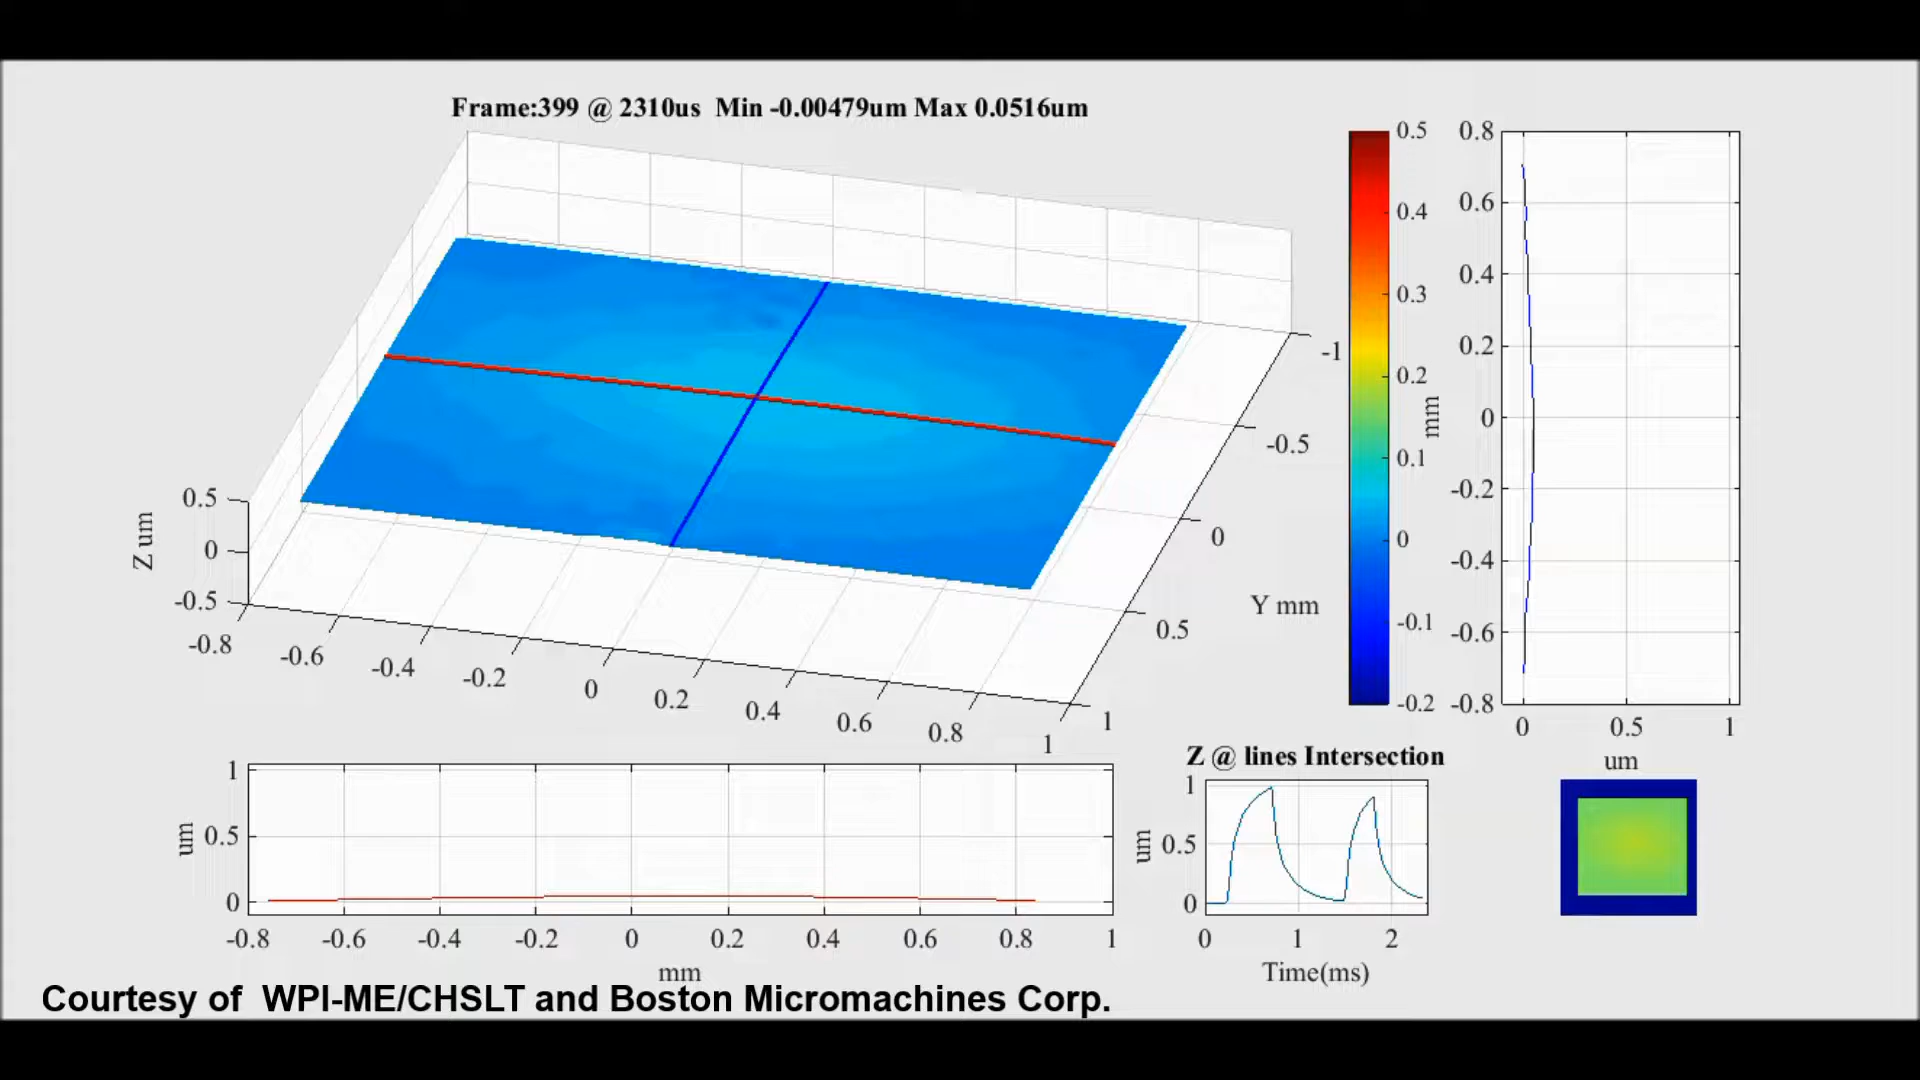 Frame:399 @ 2310us Min -0.00479um Max 0.0516um
Z um
0.5
0
-0.5
-0.8
-0.6
-0.4
-0.2
0
0.2
0.4
0.6
0.8
1
-1
-0.5
0
0.5
1
Y mm
0.5
0.4
0.3
0.2
0.1
0
-0.1
-0.2
mm
0.8
0.6
0.4
0.2
0
-0.2
-0.4
-0.6
-0.8
0 0.5 1
um
um
1
0.5
0
-0.8 -0.6 -0.4 -0.2 0 0.2 0.4 0.6 0.8 1
mm
Z @ lines Intersection
um
1
0.5
0
0 1 2
Time(ms)
Courtesy of WPI-ME/CHSLT and Boston Micromachines Corp.